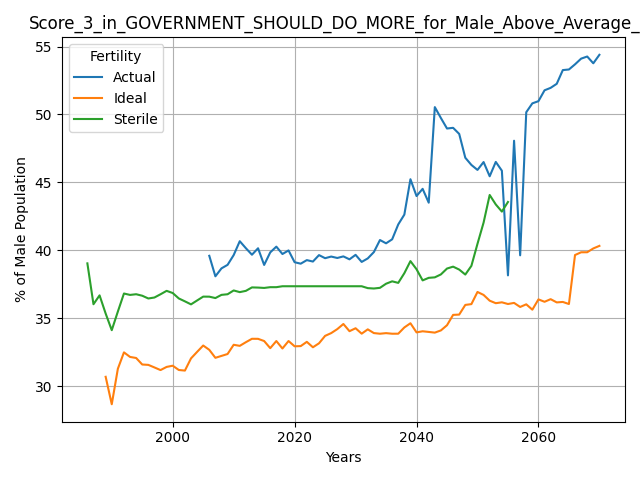 Score_3_in_GOVERNMENT_SHOULD_DO_MORE_for_Male_Above_Average_
Fertility
Actual
Ideal
Sterile
% of Male Population
55
50
45
40
35
30
2000 2020 2040 2060
Years